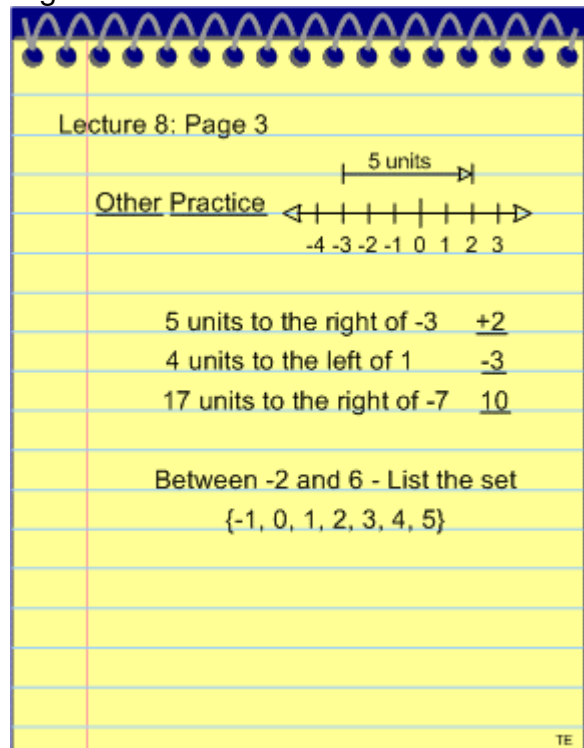 Lecture 8: Page 3
5 units
Other Practice
-4 -3 -2 -1 0 1 2 3
5 units to the right of -3 +2
4 units to the left of 1 -3
17 units to the right of -7 10
Between -2 and 6 - List the set
{-1, 0, 1, 2, 3, 4, 5}
TE